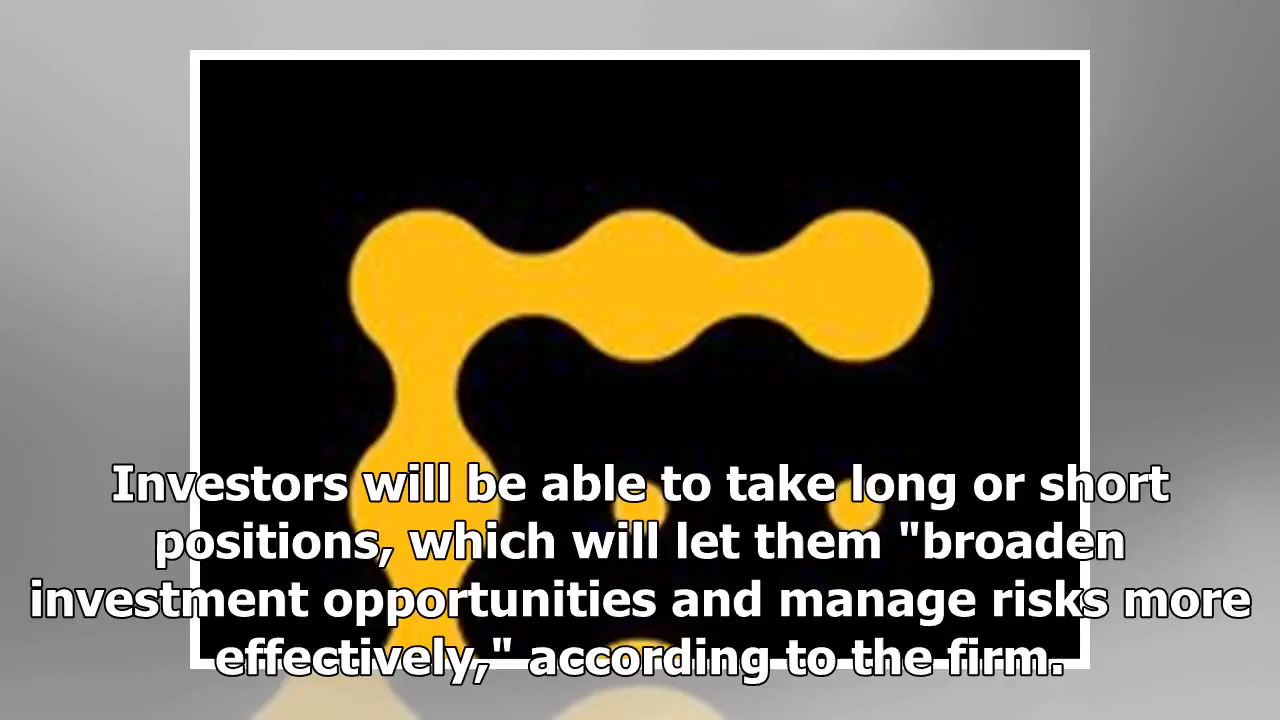 Investors will be able to take long or short
positions, which will let them "broaden
investment opportunities and manage risks more
effectively," according to the firm.